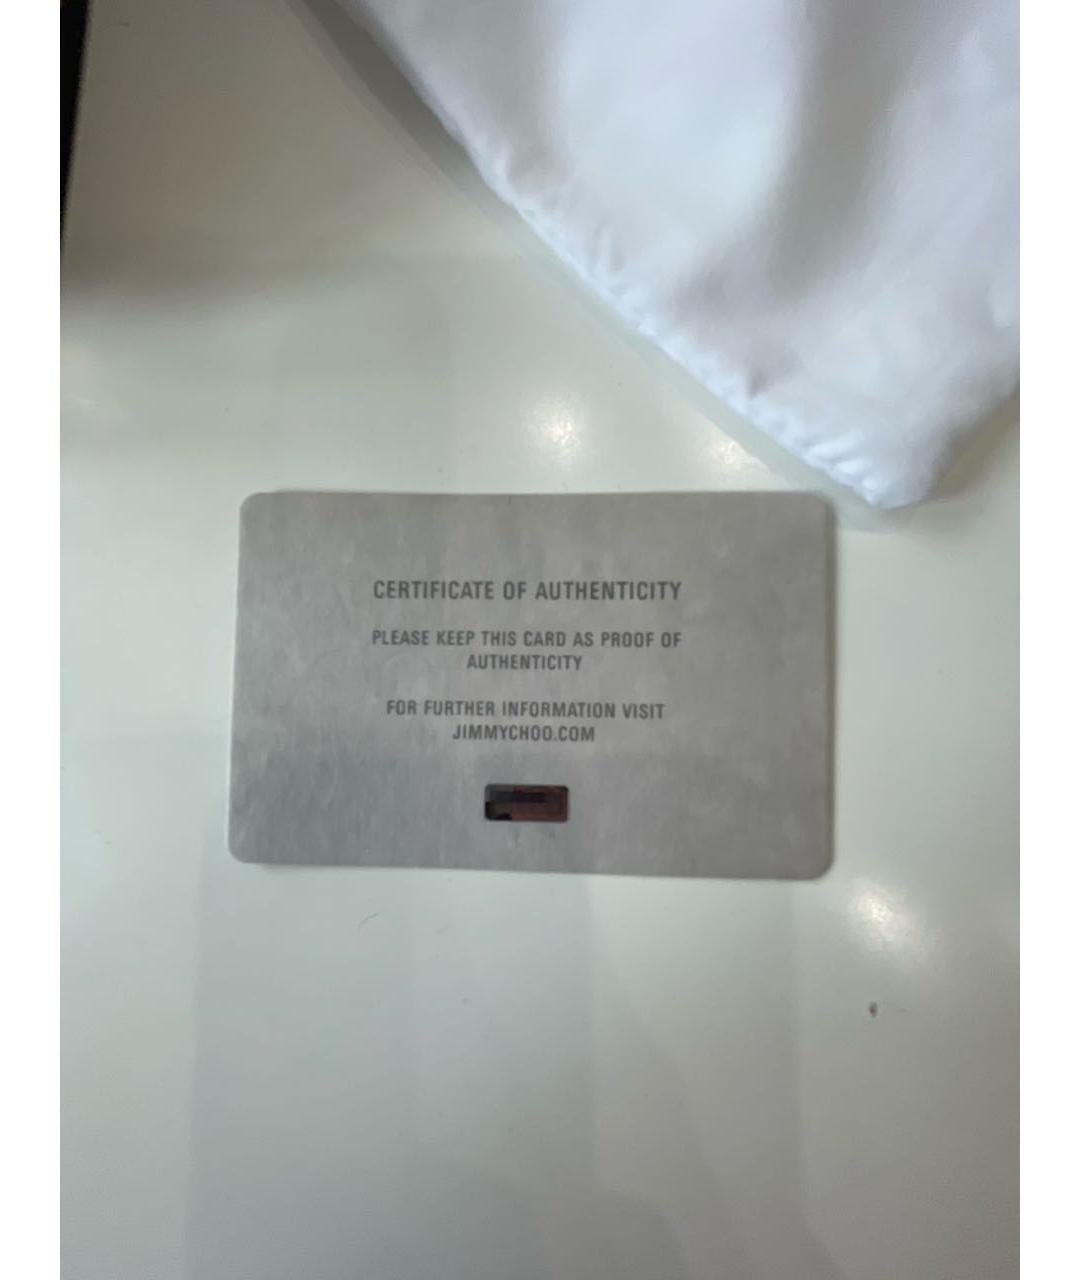 CERTIFICATE OF AUTHENTICITY
PLEASE KEEP THIS CARD AS PROOF OF
AUTHENTICITY
FOR FURTHER INFORMATION VISIT
JIMMYCHOO.COM